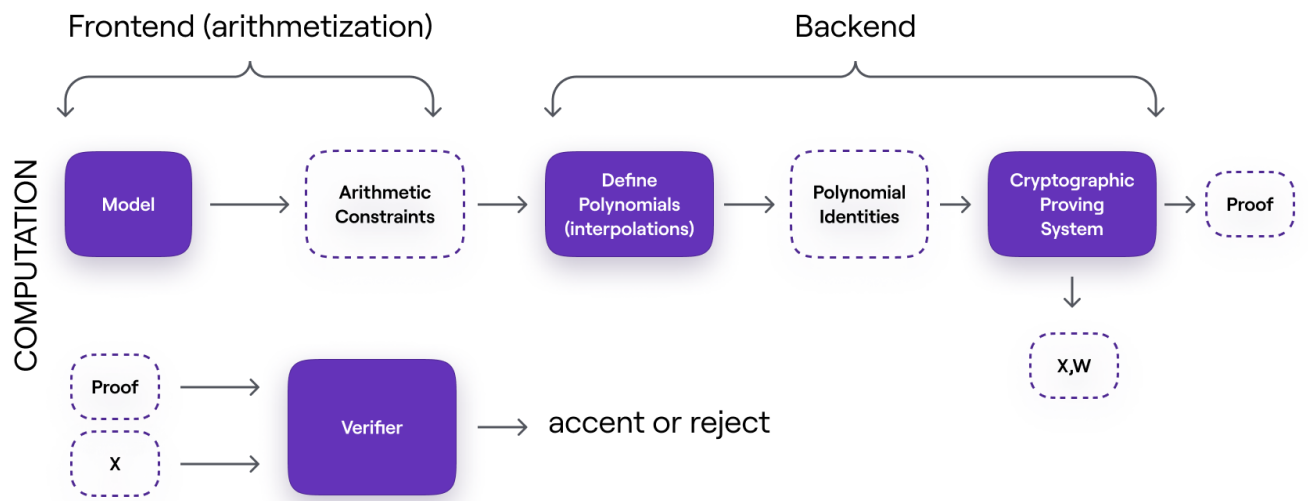 Frontend (arithmetization)
Backend
COMPUTATION
Model
Arithmetic
Constraints
Define
Polynomials
(interpolations)
Polynomial
Identities
Cryptographic
Proving
System
Proof
X,W
Proof
X
Verifier
accent or reject